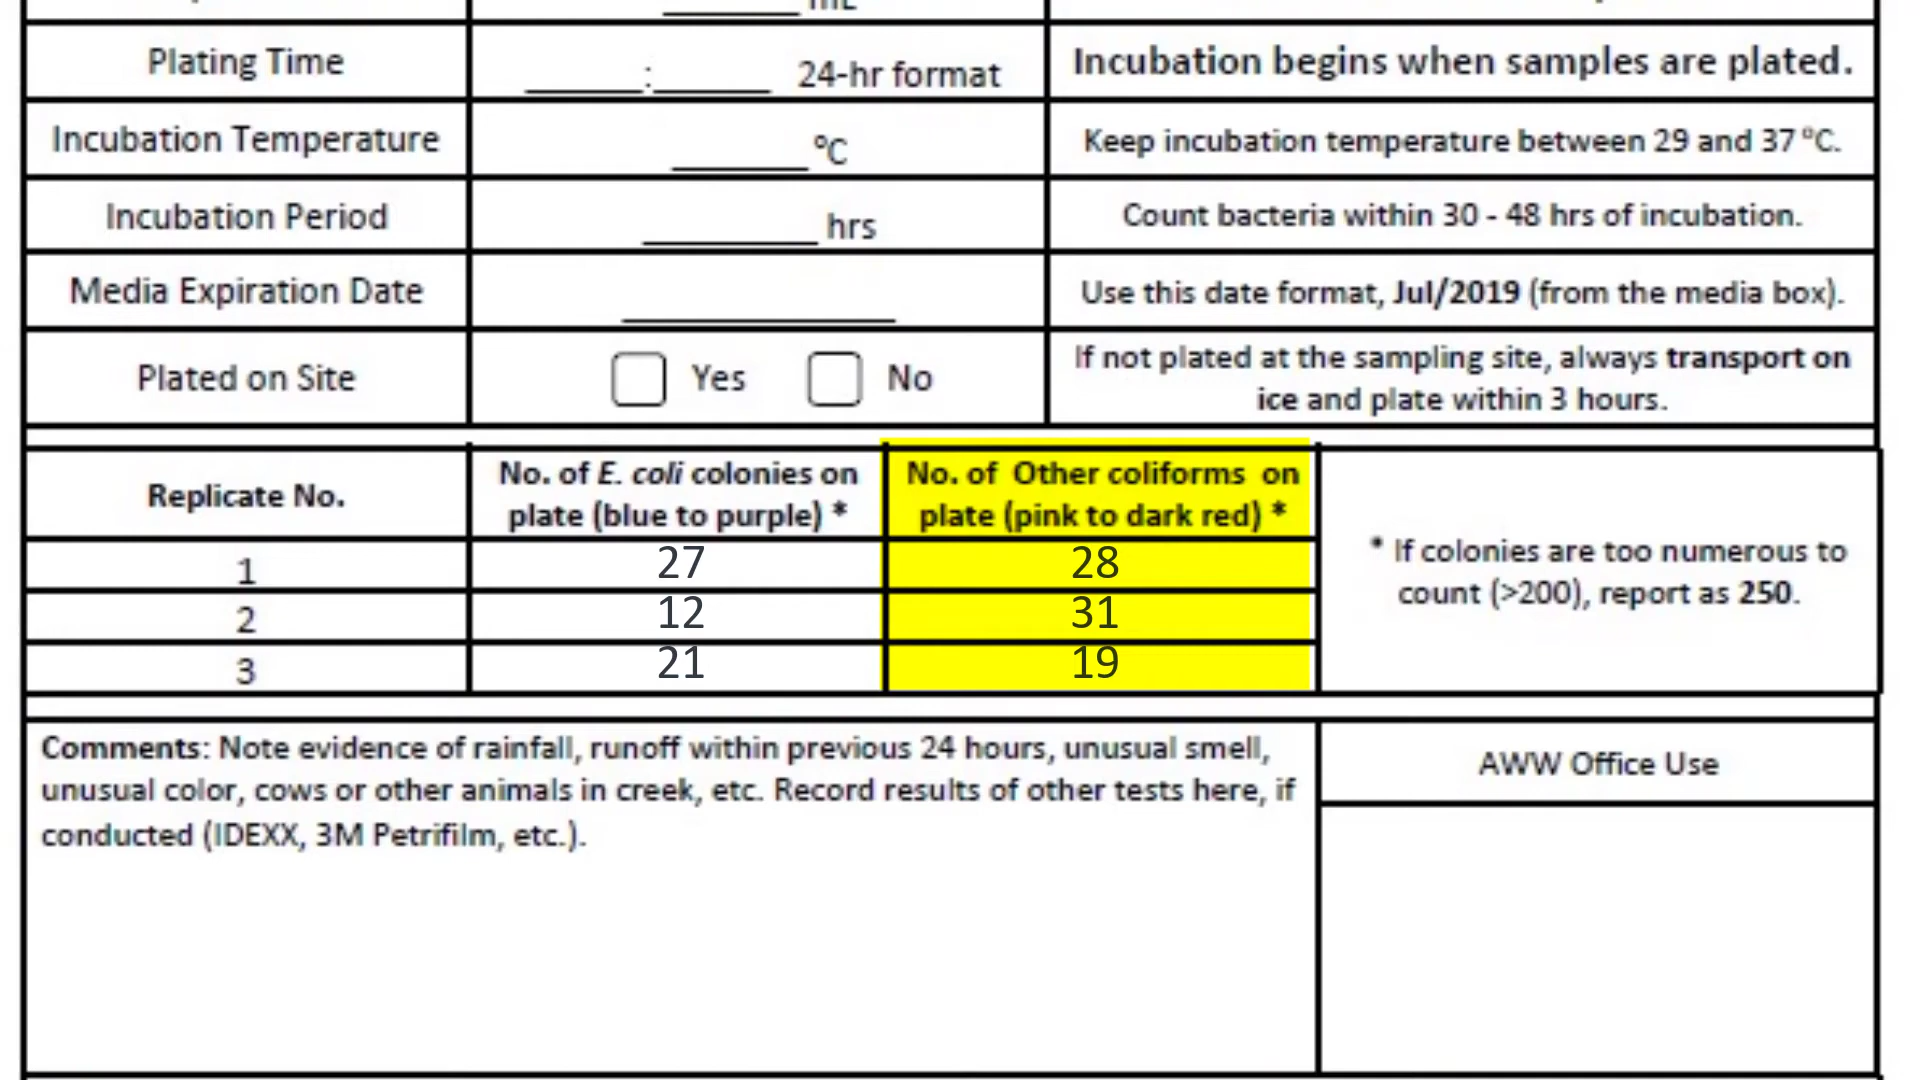 mL
Plating Time
_____:_____ 24-hr format
Incubation begins when samples are plated.
Incubation Temperature
______ ºC
Keep incubation temperature between 29 and 37 ºC.
Incubation Period
________ hrs
Count bacteria within 30 - 48 hrs of incubation.
Media Expiration Date
Use this date format, Jul/2019 (from the media box).
Plated on Site
Yes No
If not plated at the sampling site, always transport on
ice and plate within 3 hours.
Replicate No.
No. of E. coli colonies on
plate (blue to purple) *
No. of Other coliforms on
plate (pink to dark red) *
* If colonies are too numerous to
count (>200), report as 250.
1 27 28
2 12 31
3 21 19
Comments: Note evidence of rainfall, runoff within previous 24 hours, unusual smell,
unusual color, cows or other animals in creek, etc. Record results of other tests here, if
conducted (IDEXX, 3M Petrifilm, etc.).
AWW Office Use